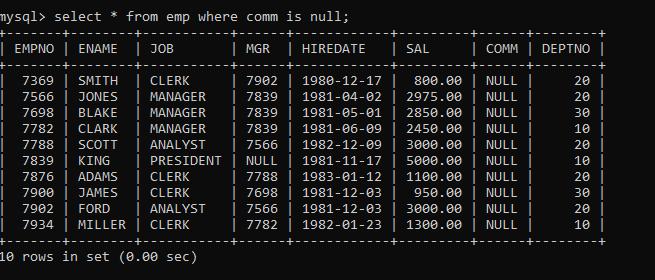 mysql> select * from emp where comm is null;
+-------+--------+-----------+------+------------+---------+------+--------+
| EMPNO | ENAME | JOB | MGR | HIREDATE | SAL | COMM | DEPTNO |
+-------+--------+-----------+------+------------+---------+------+--------+
| 7369 | SMITH | CLERK | 7902 | 1980-12-17 | 800.00 | NULL | 20 |
| 7566 | JONES | MANAGER | 7839 | 1981-04-02 | 2975.00 | NULL | 20 |
| 7698 | BLAKE | MANAGER | 7839 | 1981-05-01 | 2850.00 | NULL | 30 |
| 7782 | CLARK | MANAGER | 7839 | 1981-06-09 | 2450.00 | NULL | 10 |
| 7788 | SCOTT | ANALYST | 7566 | 1982-12-09 | 3000.00 | NULL | 20 |
| 7839 | KING | PRESIDENT | NULL | 1981-11-17 | 5000.00 | NULL | 10 |
| 7876 | ADAMS | CLERK | 7788 | 1983-01-12 | 1100.00 | NULL | 20 |
| 7900 | JAMES | CLERK | 7698 | 1981-12-03 | 950.00 | NULL | 30 |
| 7902 | FORD | ANALYST | 7566 | 1981-12-03 | 3000.00 | NULL | 20 |
| 7934 | MILLER | CLERK | 7782 | 1982-01-23 | 1300.00 | NULL | 10 |
+-------+--------+-----------+------+------------+---------+------+--------+
10 rows in set (0.00 sec)